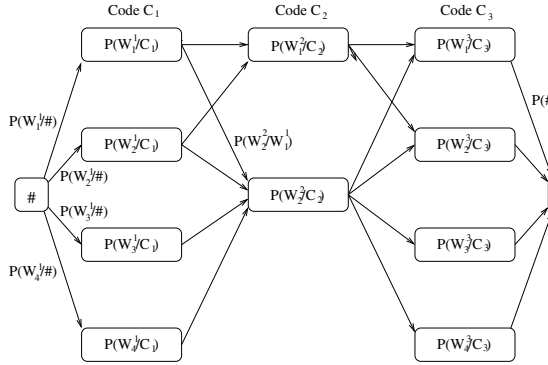 Code C₁ Code C₂ Code C₃
P(W₁¹/C₁) P(W₁²/C₂) P(W₁³/C₃)
P(W₁¹/#) P(#
P(W₂¹/C₁) P(W₂²/W₁¹) P(W₂³/C₃)
P(W₂¹/#)
# P(W₂²/C₂)
P(W₃¹/#)
P(W₃¹/C₁) P(W₃³/C₃)
P(W₄¹/#)
P(W₄¹/C₁) P(W₄³/C₃)